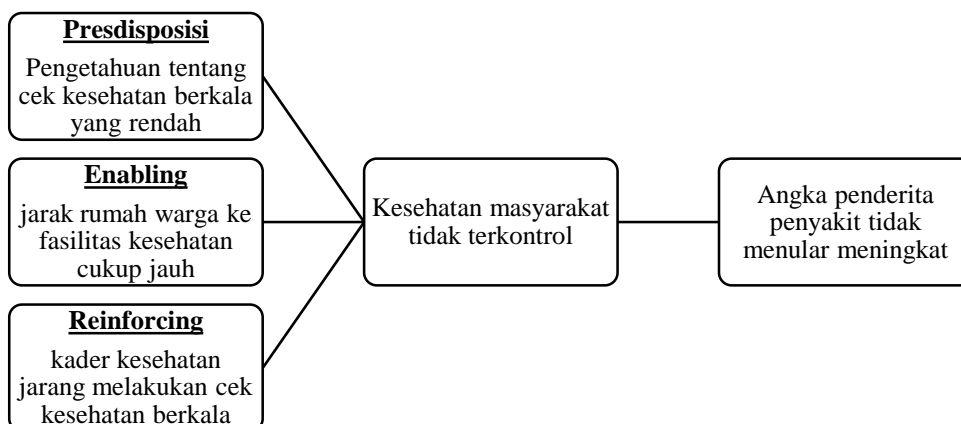 Presdisposisi
Pengetahuan tentang
cek kesehatan berkala
yang rendah
Enabling
jarak rumah warga ke
fasilitas kesehatan
cukup jauh
Reinforcing
kader kesehatan
jarang melakukan cek
kesehatan berkala
Kesehatan masyarakat
tidak terkontrol
Angka penderita
penyakit tidak
menular meningkat